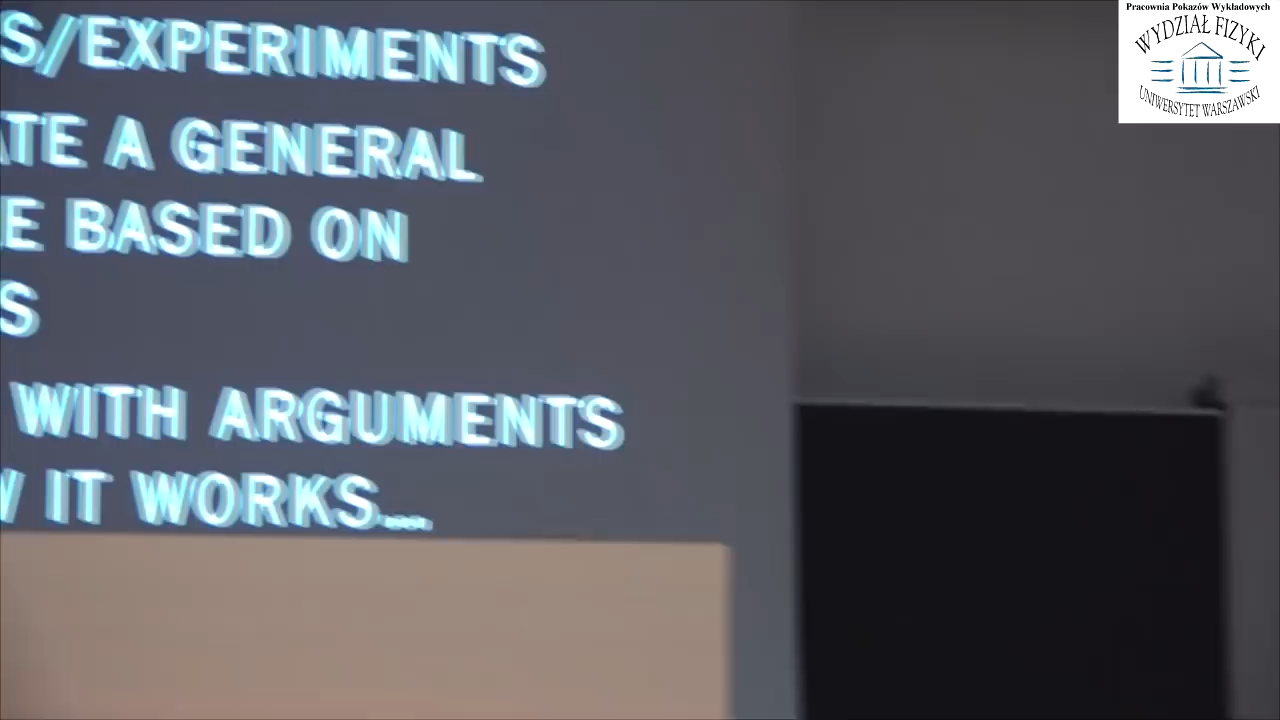 S/EXPERIMENTS
ATE A GENERAL
E BASED ON
S
WITH ARGUMENTS
W IT WORKS...
Pracownia Pokazów Wykładowych
WYDZIAŁ FIZYKI
UNIWERSYTET WARSZAWSKI